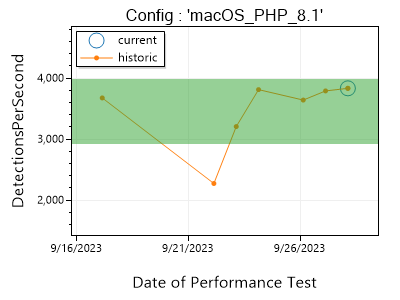 Config : 'macOS_PHP_8.1'
current
historic
DetectionsPerSecond
4,000
3,000
2,000
9/16/2023
9/21/2023
9/26/2023
Date of Performance Test